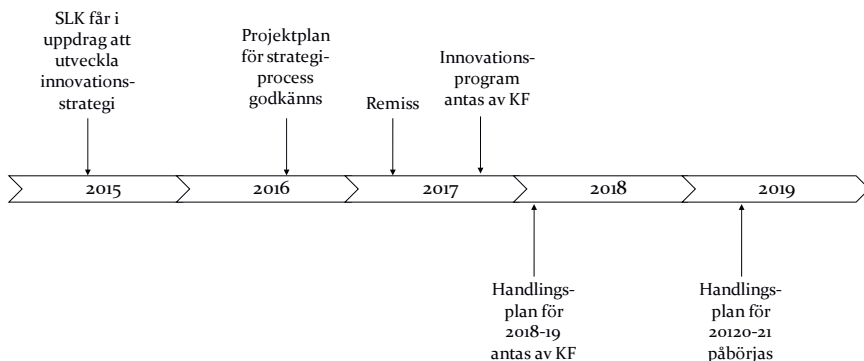 SLK får i
uppdrag att
utveckla
innovations-
strategi
Projektplan
för strategi-
process
godkänns
Remiss
Innovations-
program
antas av KF
2015
2016
2017
2018
2019
Handlings-
plan för
2018-19
antas av KF
Handlings-
plan för
20120-21
påbörjas